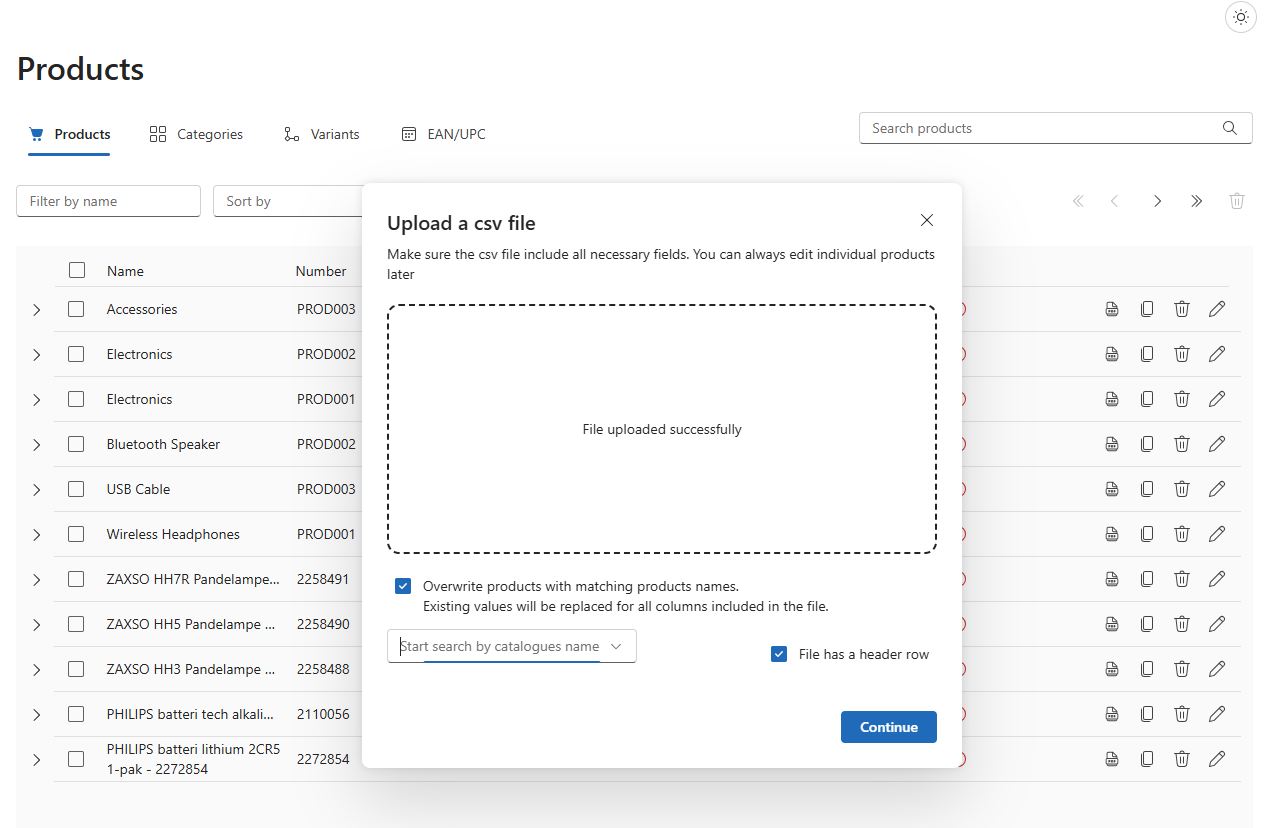 Products
Products
Categories
Variants
EAN/UPC
Search products
Filter by name
Sort by
Name
Number
Accessories
PROD003
Electronics
PROD002
Electronics
PROD001
Bluetooth Speaker
PROD002
USB Cable
PROD003
Wireless Headphones
PROD001
ZAXSO HH7R Pandelampe...
2258491
ZAXSO HH5 Pandelampe ...
2258490
ZAXSO HH3 Pandelampe ...
2258488
PHILIPS batteri tech alkali...
2110056
PHILIPS batteri lithium 2CR5
1-pak - 2272854
2272854
Upload a csv file
Make sure the csv file include all necessary fields. You can always edit individual products
later
File uploaded successfully
Overwrite products with matching products names.
Existing values will be replaced for all columns included in the file.
Start search by catalogues name
File has a header row
Continue